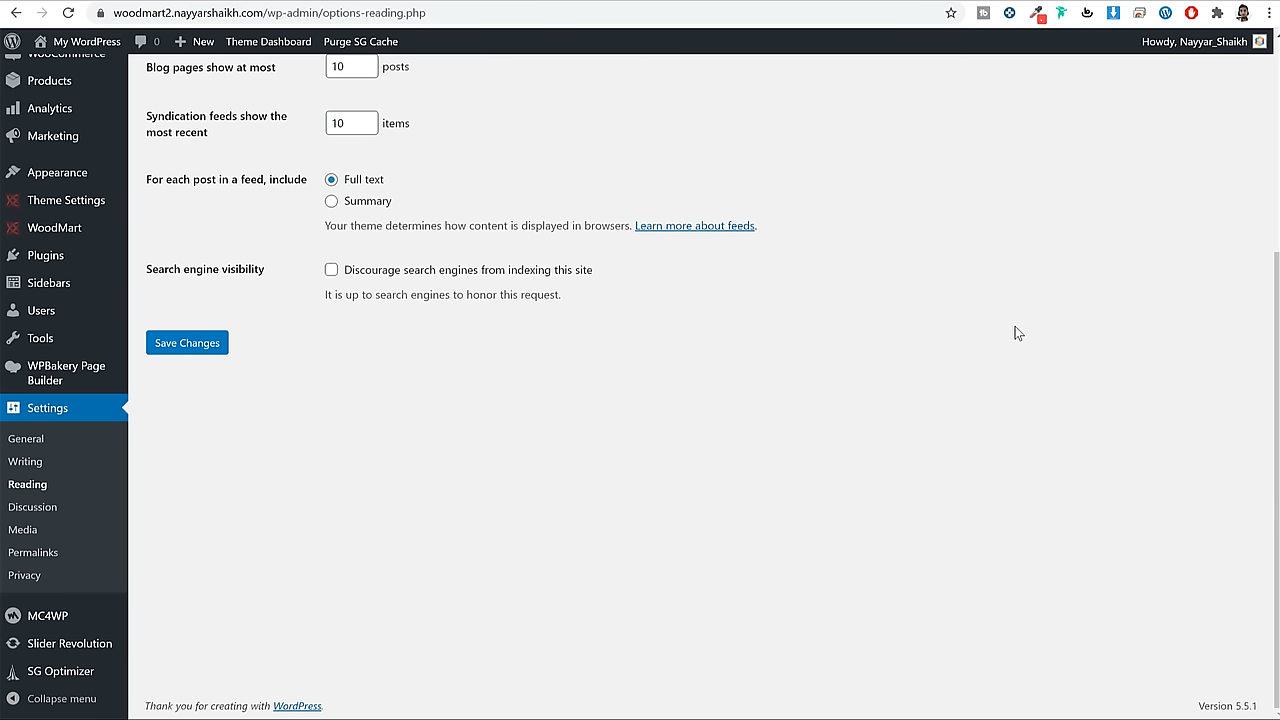 woodmart2.nayyarshaikh.com/wp-admin/options-reading.php
My WordPress 0 New Theme Dashboard Purge SG Cache Howdy, Nayyar_Shaikh
WooCommerce
Products
Analytics
Marketing
Appearance
Theme Settings
WoodMart
Plugins
Sidebars
Users
Tools
WPBakery Page
Builder
Settings
General
Writing
Reading
Discussion
Media
Permalinks
Privacy
MC4WP
Slider Revolution
SG Optimizer
Collapse menu
Blog pages show at most 10 posts
Syndication feeds show the
most recent
10 items
For each post in a feed, include Full text
Summary
Your theme determines how content is displayed in browsers. Learn more about feeds.
Search engine visibility Discourage search engines from indexing this site
It is up to search engines to honor this request.
Save Changes
Thank you for creating with WordPress. Version 5.5.1